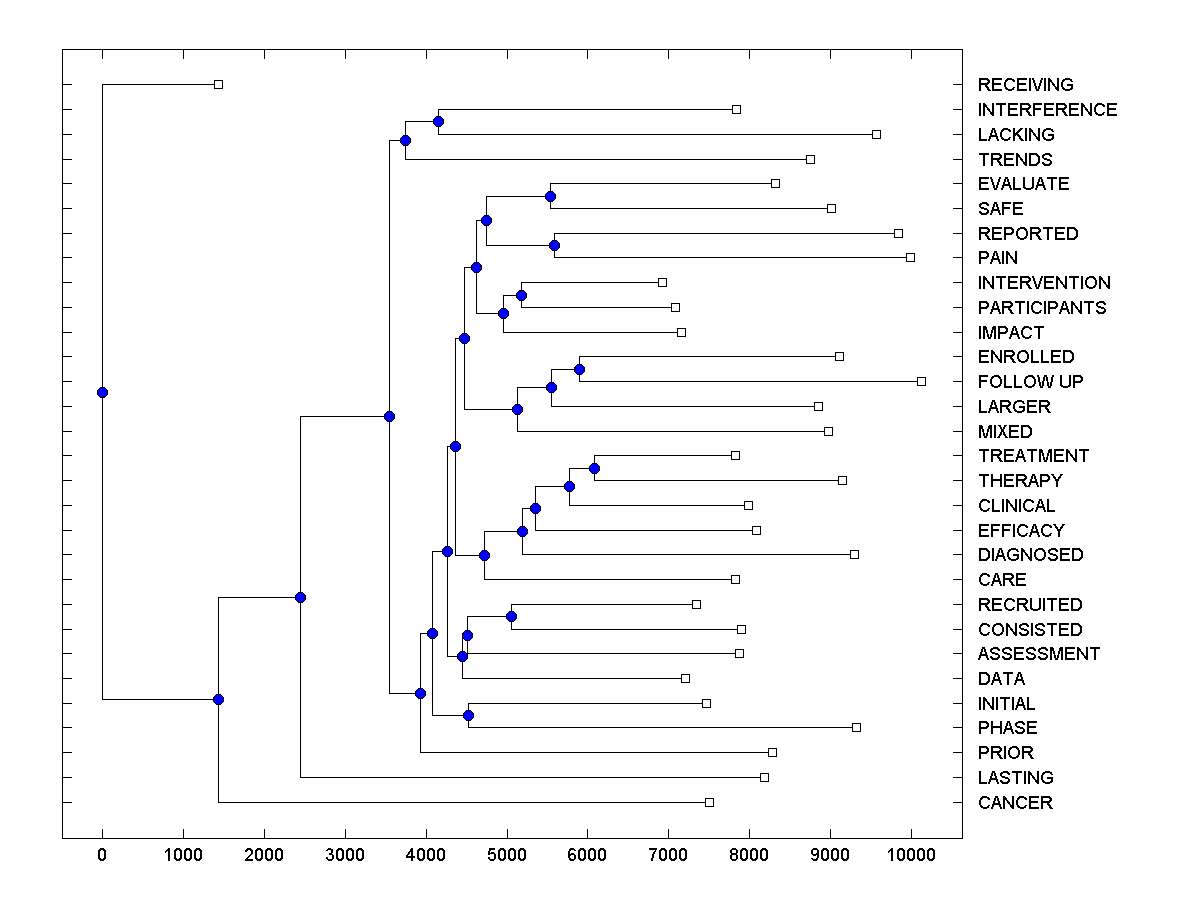 RECEIVING
INTERFERENCE
LACKING
TRENDS
EVALUATE
SAFE
REPORTED
PAIN
INTERVENTION
PARTICIPANTS
IMPACT
ENROLLED
FOLLOW UP
LARGER
MIXED
TREATMENT
THERAPY
CLINICAL
EFFICACY
DIAGNOSED
CARE
RECRUITED
CONSISTED
ASSESSMENT
DATA
INITIAL
PHASE
PRIOR
LASTING
CANCER
0 1000 2000 3000 4000 5000 6000 7000 8000 9000 10000